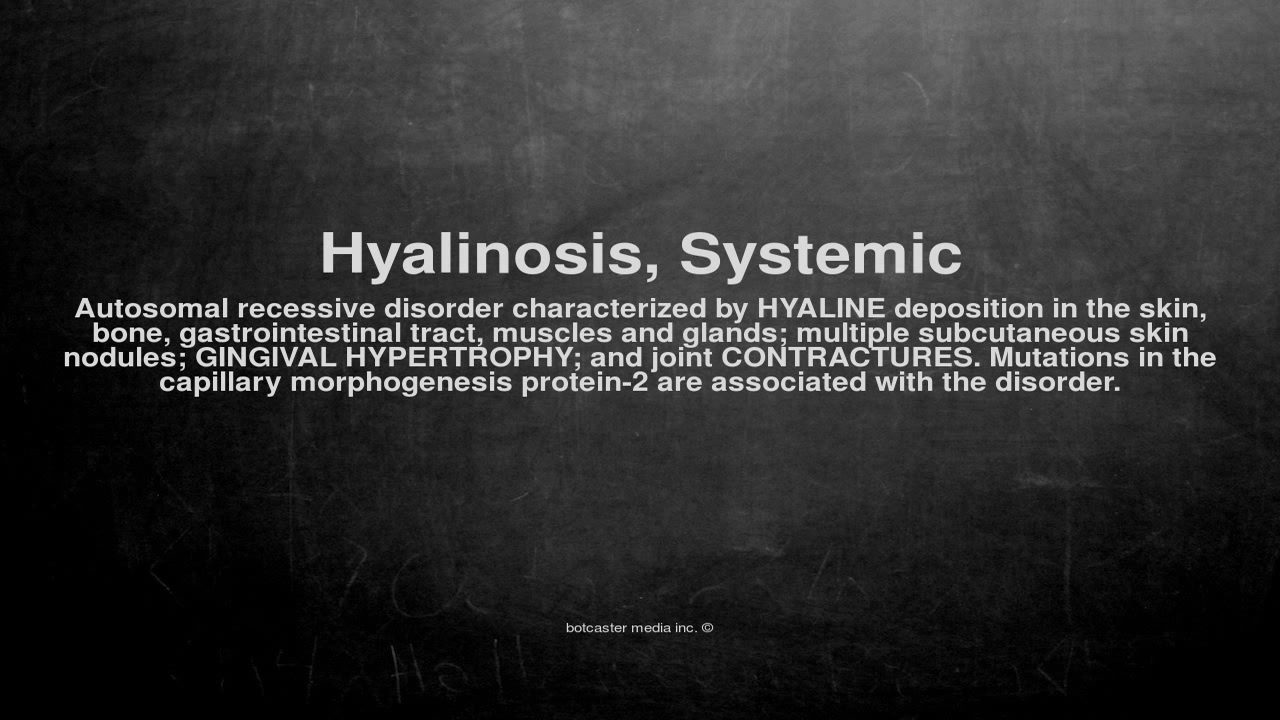 Hyalinosis, Systemic
Autosomal recessive disorder characterized by HYALINE deposition in the skin,
bone, gastrointestinal tract, muscles and glands; multiple subcutaneous skin
nodules; GINGIVAL HYPERTROPHY; and joint CONTRACTURES. Mutations in the
capillary morphogenesis protein-2 are associated with the disorder.
botcaster media inc. ©